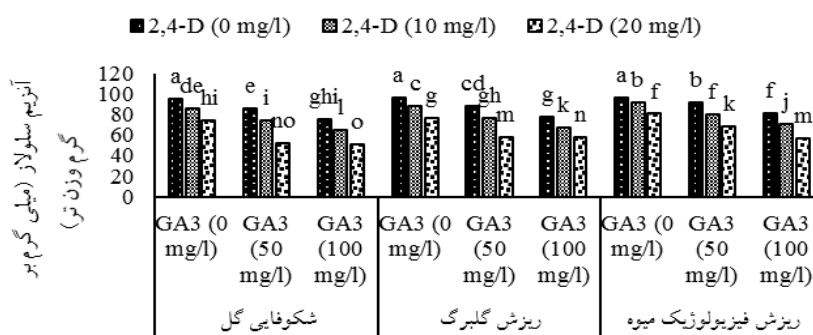 2,4-D (0 mg/l) 2,4-D (10 mg/l) 2,4-D (20 mg/l)
آنزیم سلولاز (میلی گرم بر
گرم وزن تر)
120
100
80
60
40
20
0
a de hi e i no ghi l o a c g cd gh m g k n a b f b f k f j m
GA3 (0 mg/l) GA3 (50 mg/l) GA3 (100 mg/l) GA3 (0 mg/l) GA3 (50 mg/l) GA3 (100 mg/l) GA3 (0 mg/l) GA3 (50 mg/l) GA3 (100 mg/l)
شکوفایی گل ریزش گلبرگ ریزش فیزیولوژیک میوه